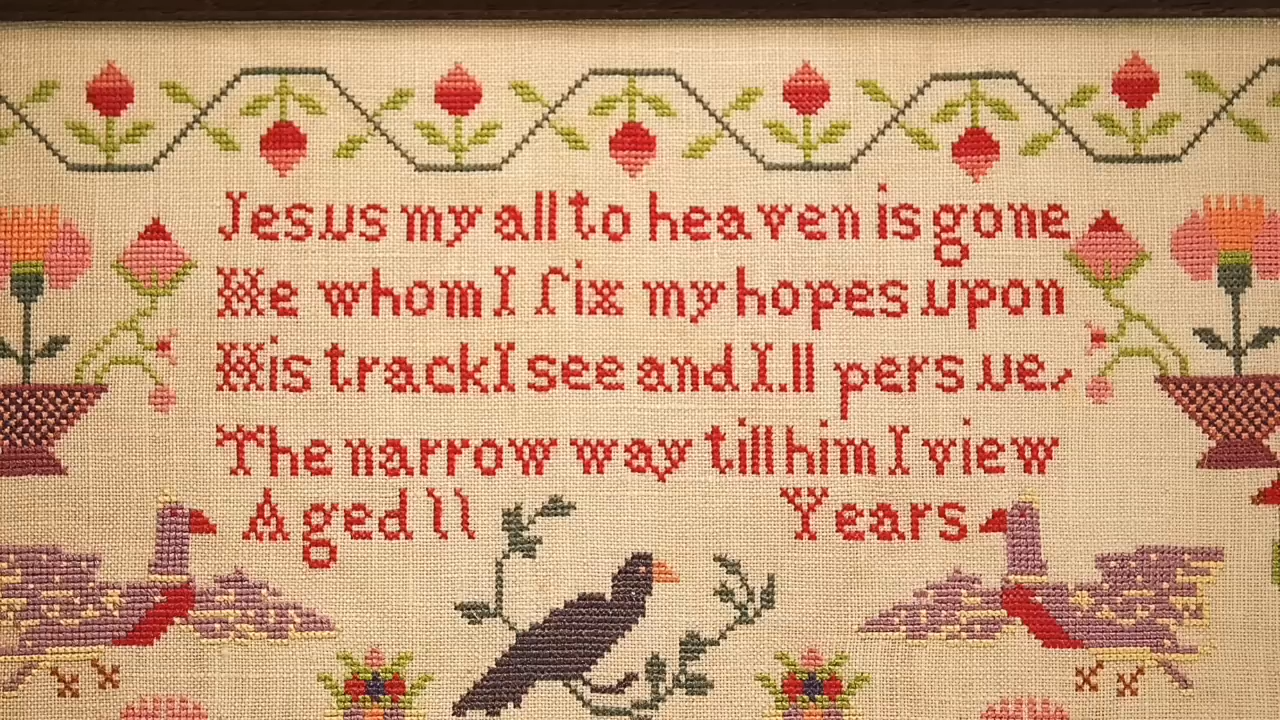 Jesus my all to heaven is gone
He whom I fix my hopes upon
His track I see and I.ll persue,
The narrow way till him I view
Aged 11 Years